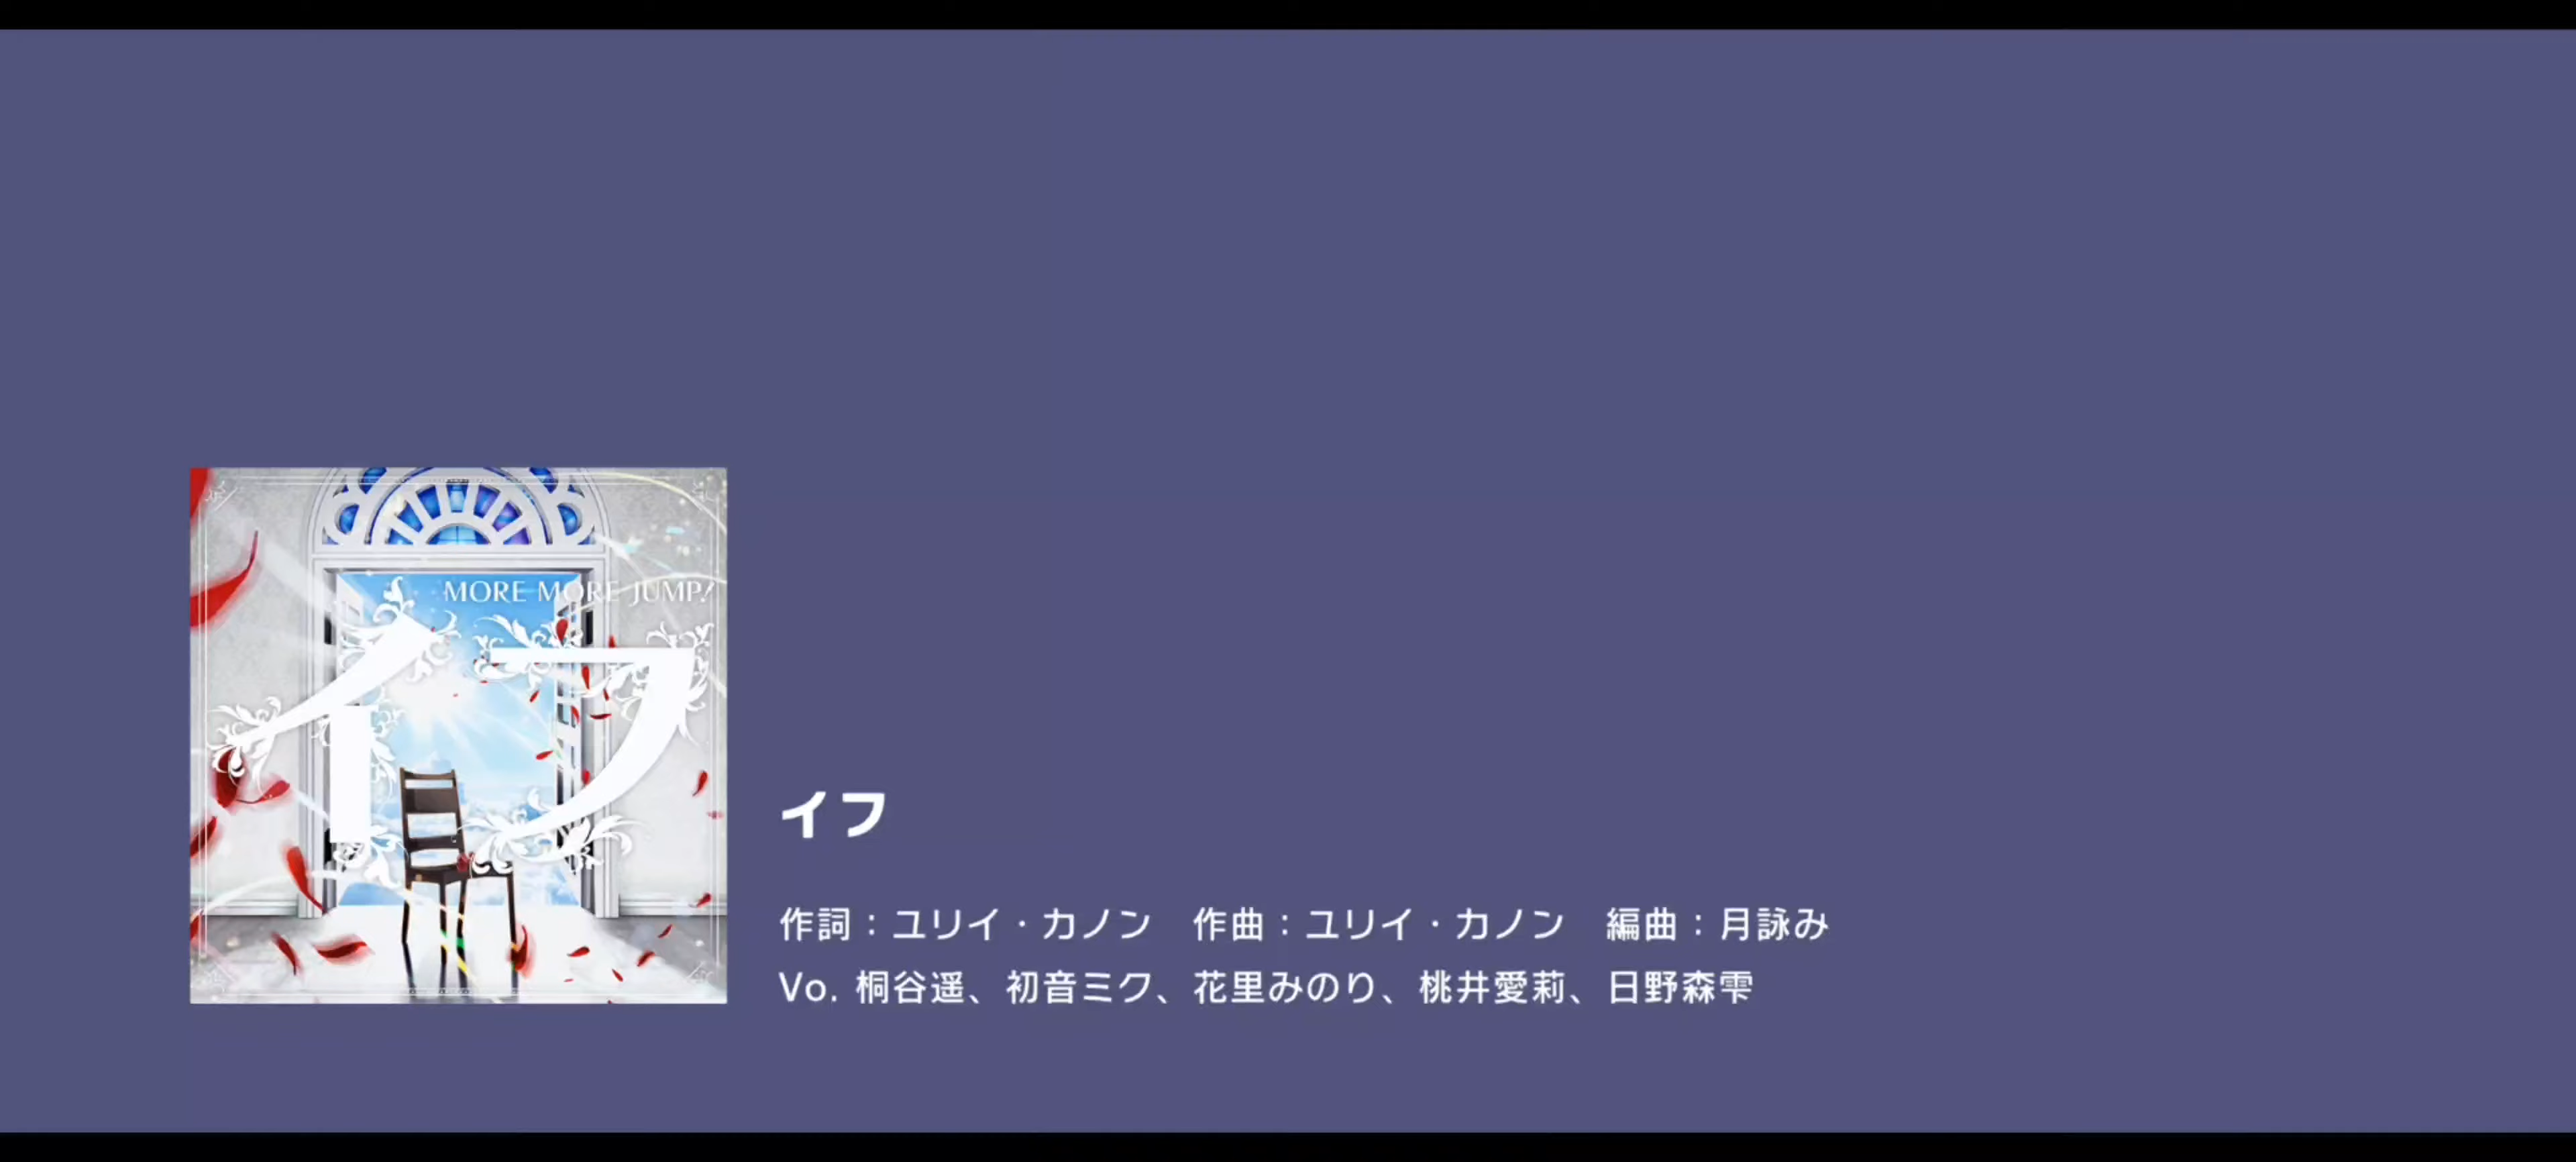 MORE MORE JUMP!
イフ
イフ
作詞：ユリイ・カノン　作曲：ユリイ・カノン　編曲：月詠み
Vo. 桐谷遥、初音ミク、花里みのり、桃井愛莉、日野森雫